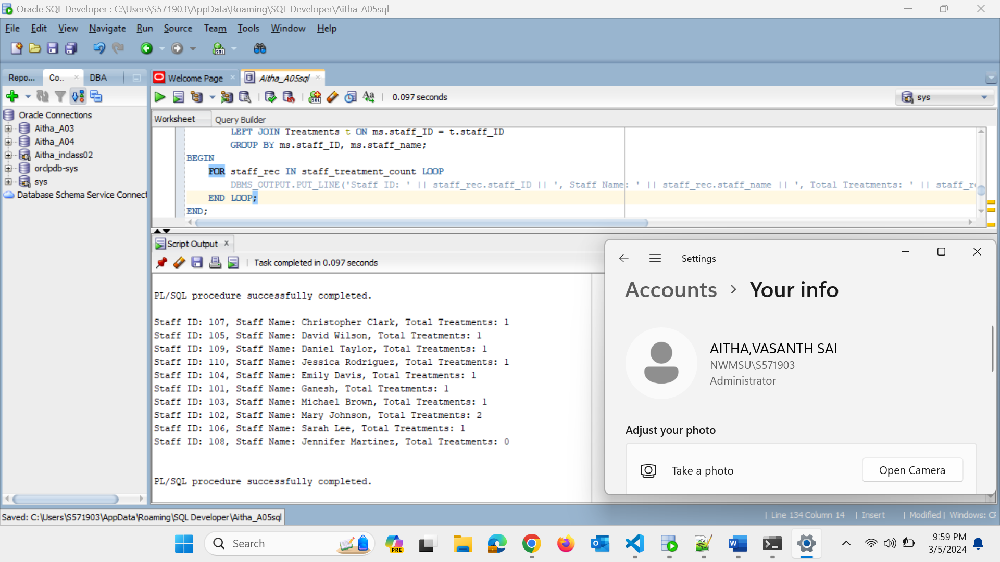 Oracle SQL Developer : C:\Users\S571903\AppData\Roaming\SQL Developer\Aitha_A05sql
File Edit View Navigate Run Source Team Tools Window Help
Repo... Co.. DBA
Welcome Page Aitha_A05sql
0.097 seconds
sys
Oracle Connections
Aitha_A03
Aitha_A04
Aitha_inclass02
orclpdb-sys
sys
Database Schema Service Connect
Worksheet Query Builder
LEFT JOIN Treatments t ON ms.staff_ID = t.staff_ID
GROUP BY ms.staff_ID, ms.staff_name;
BEGIN
FOR staff_rec IN staff_treatment_count LOOP
DBMS_OUTPUT.PUT_LINE('Staff ID: ' || staff_rec.staff_ID || ', Staff Name: ' || staff_rec.staff_name || ', Total Treatments: ' || staff_r
END LOOP;
END;
Script Output
Task completed in 0.097 seconds
PL/SQL procedure successfully completed.
Staff ID: 107, Staff Name: Christopher Clark, Total Treatments: 1
Staff ID: 105, Staff Name: David Wilson, Total Treatments: 1
Staff ID: 109, Staff Name: Daniel Taylor, Total Treatments: 1
Staff ID: 110, Staff Name: Jessica Rodriguez, Total Treatments: 1
Staff ID: 104, Staff Name: Emily Davis, Total Treatments: 1
Staff ID: 101, Staff Name: Ganesh, Total Treatments: 1
Staff ID: 103, Staff Name: Michael Brown, Total Treatments: 1
Staff ID: 102, Staff Name: Mary Johnson, Total Treatments: 2
Staff ID: 106, Staff Name: Sarah Lee, Total Treatments: 1
Staff ID: 108, Staff Name: Jennifer Martinez, Total Treatments: 0
PL/SQL procedure successfully completed.
Settings
Accounts > Your info
AITHA,VASANTH SAI
NWMSU\S571903
Administrator
Adjust your photo
Take a photo
Open Camera
Saved: C:\Users\S571903\AppData\Roaming\SQL Developer\Aitha_A05sql
| Line 134 Column 14 | Insert | Modified | Windows: CF
Search
PRE
9:59 PM
3/5/2024